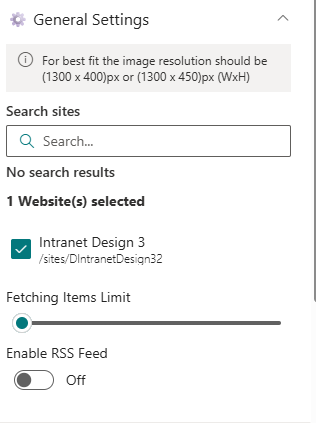 General Settings
For best fit the image resolution should be
(1300 x 400)px or (1300 x 450)px (WxH)
Search sites
Search...
No search results
1 Website(s) selected
Intranet Design 3
/sites/DIntranetDesign32
Fetching Items Limit
Enable RSS Feed
Off